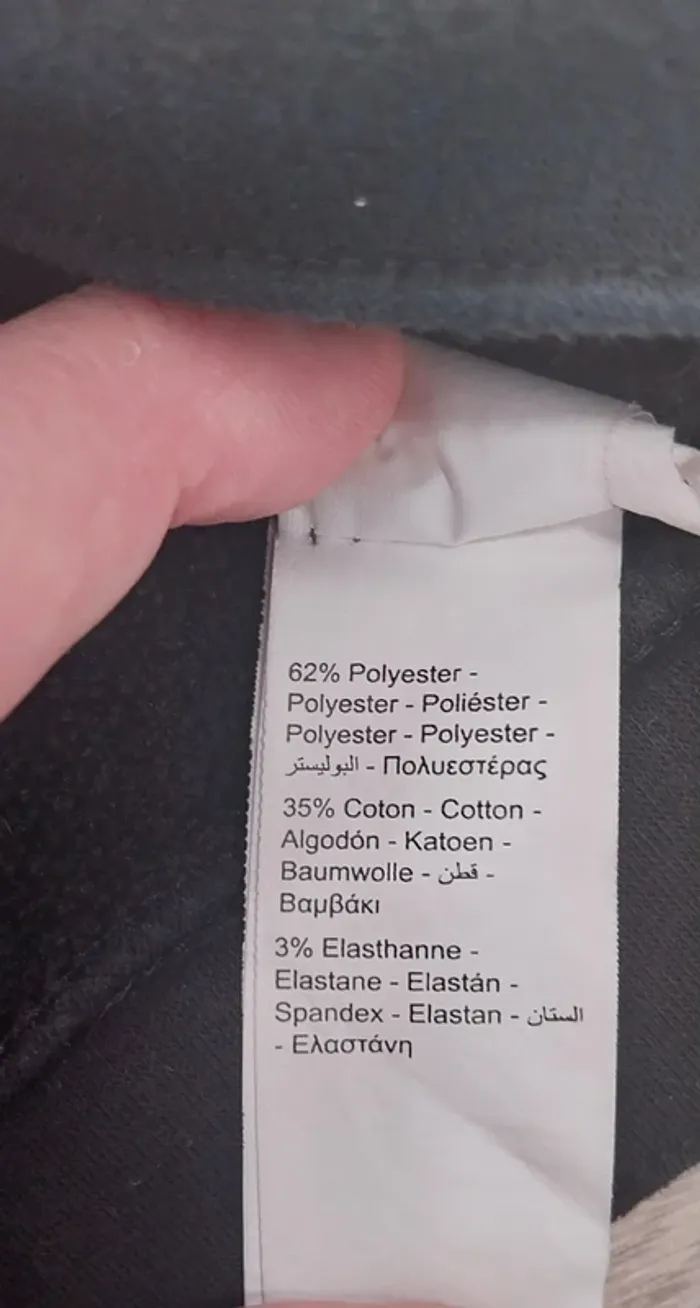 62% Polyester -
Polyester - Poliéster -
Polyester - Polyester -
البوليستر - Πολυεστέρας
35% Coton - Cotton -
Algodón - Katoen -
Baumwolle - قطن -
Βαμβάκι
3% Elasthanne -
Elastane - Elastán -
Spandex - Elastan - الستان
- Ελαστάνη